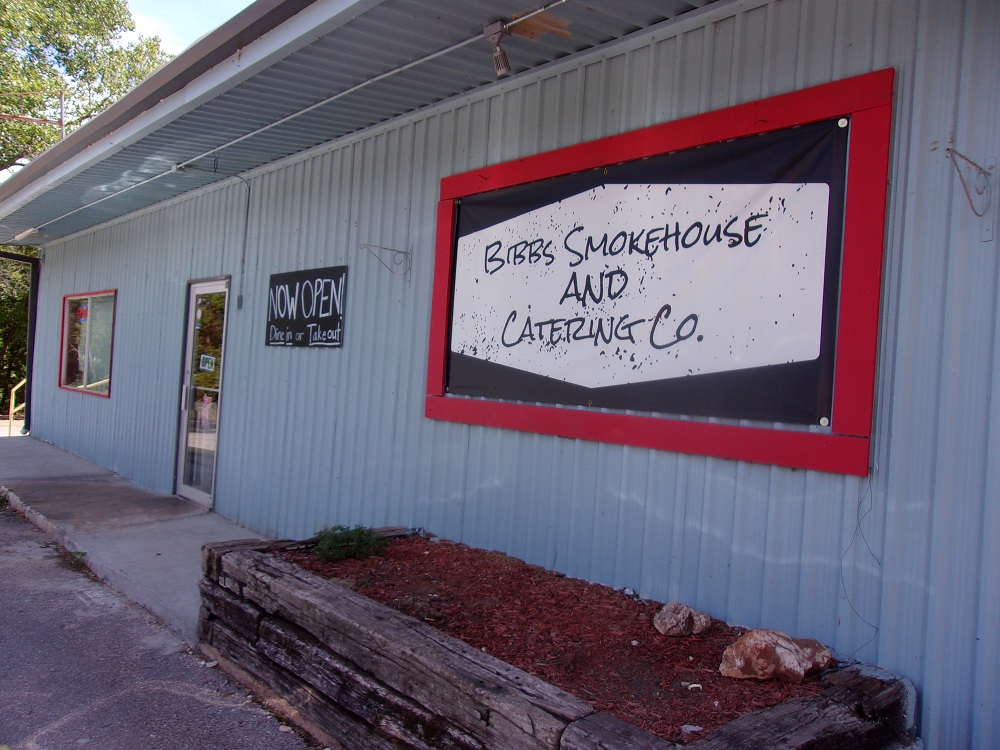 NOW OPEN!
Dine in or Takeout
BIBBS SMOKEHOUSE
AND
CATERING CO.